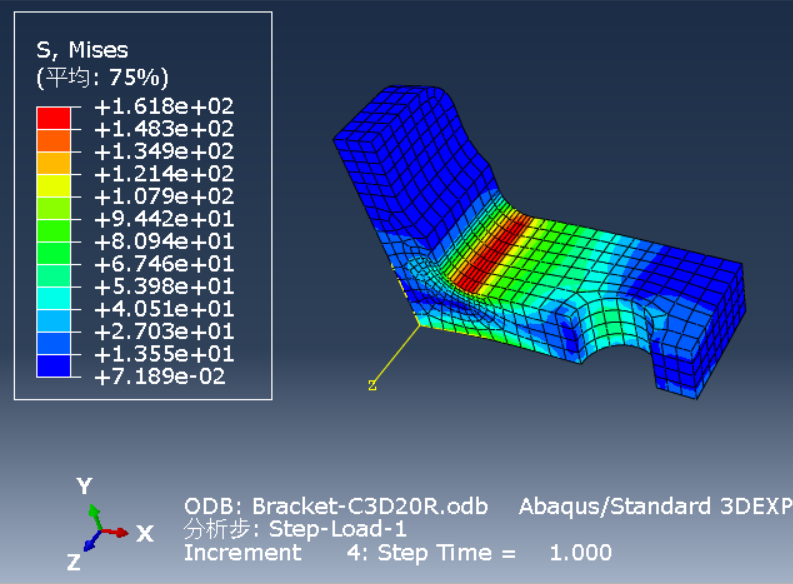 S, Mises
(平均: 75%)
+1.618e+02
+1.483e+02
+1.349e+02
+1.214e+02
+1.079e+02
+9.442e+01
+8.094e+01
+6.746e+01
+5.398e+01
+4.051e+01
+2.703e+01
+1.355e+01
+7.189e-02
Z
Y
X
Z
ODB: Bracket-C3D20R.odb Abaqus/Standard 3DEXP
分析步: Step-Load-1
Increment 4: Step Time = 1.000